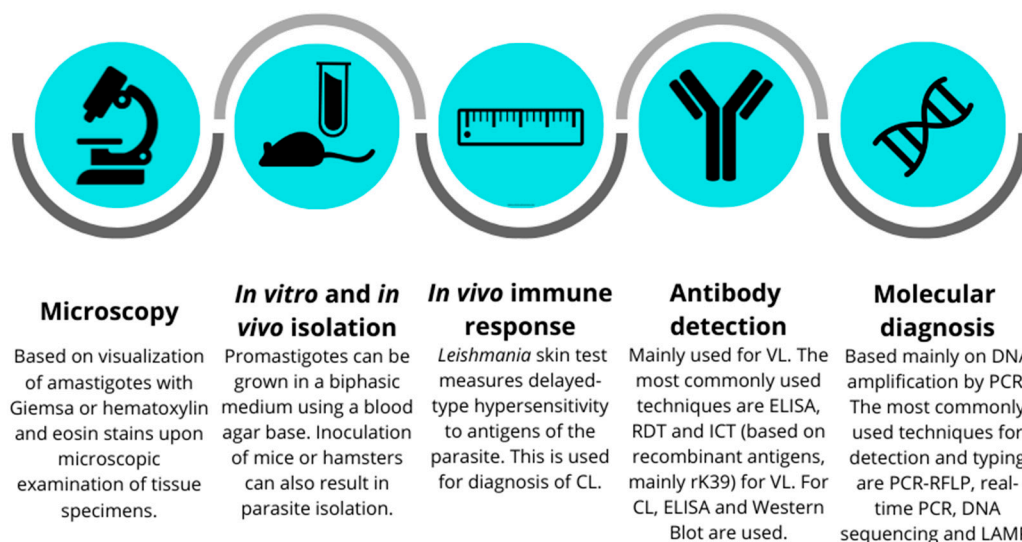 Microscopy
Based on visualization
of amastigotes with
Giemsa or hematoxylin
and eosin stains upon
microscopic
examination of tissue
specimens.
In vitro and in
vivo isolation
Promastigotes can be
grown in a biphasic
medium using a blood
agar base. Inoculation
of mice or hamsters
can also result in
parasite isolation.
In vivo immune
response
Leishmania skin test
measures delayed-
type hypersensitivity
to antigens of the
parasite. This is used
for diagnosis of CL.
Antibody
detection
Mainly used for VL. The
most commonly used
techniques are ELISA,
RDT and ICT (based on
recombinant antigens,
mainly rK39) for VL. For
CL, ELISA and Western
Blot are used.
Molecular
diagnosis
Based mainly on DNA
amplification by PCR
The most commonly
used techniques for
detection and typing
are PCR-RFLP, real-
time PCR, DNA
sequencing and LAMP